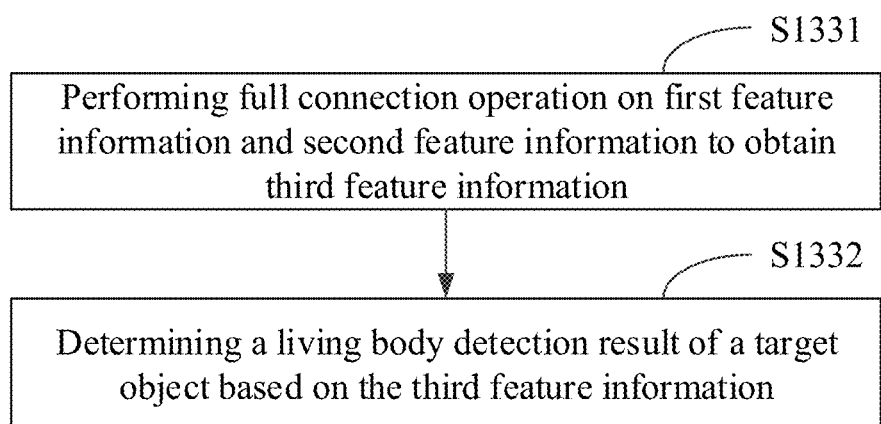 S1331
Performing full connection operation on first feature
information and second feature information to obtain
third feature information
S1332
Determining a living body detection result of a target
object based on the third feature information